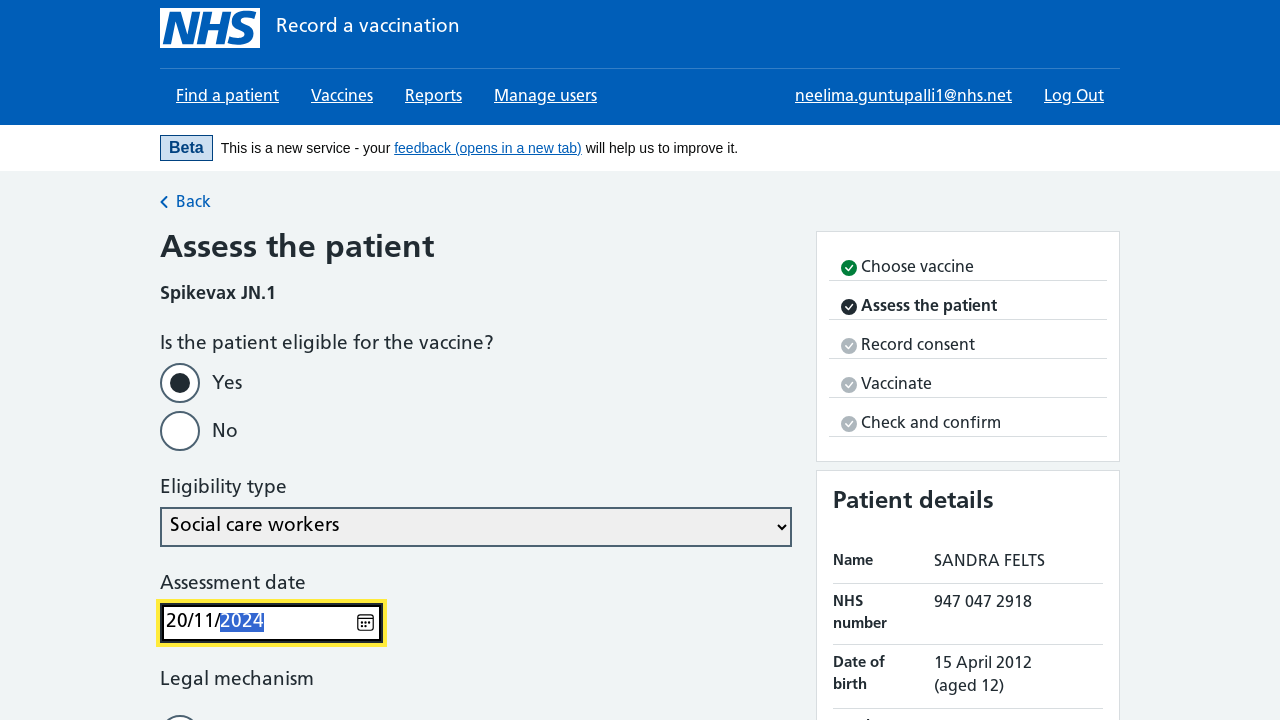 NHS Record a vaccination
Find a patient Vaccines Reports Manage users neelima.guntupalli1@nhs.net Log Out
Beta This is a new service - your feedback (opens in a new tab) will help us to improve it.
Back
Assess the patient
Spikevax JN.1
Is the patient eligible for the vaccine?
Yes
No
Eligibility type
Social care workers
Assessment date
20/11/2024
Legal mechanism
Choose vaccine
Assess the patient
Record consent
Vaccinate
Check and confirm
Patient details
Name SANDRA FELTS
NHS number 947 047 2918
Date of birth 15 April 2012
(aged 12)